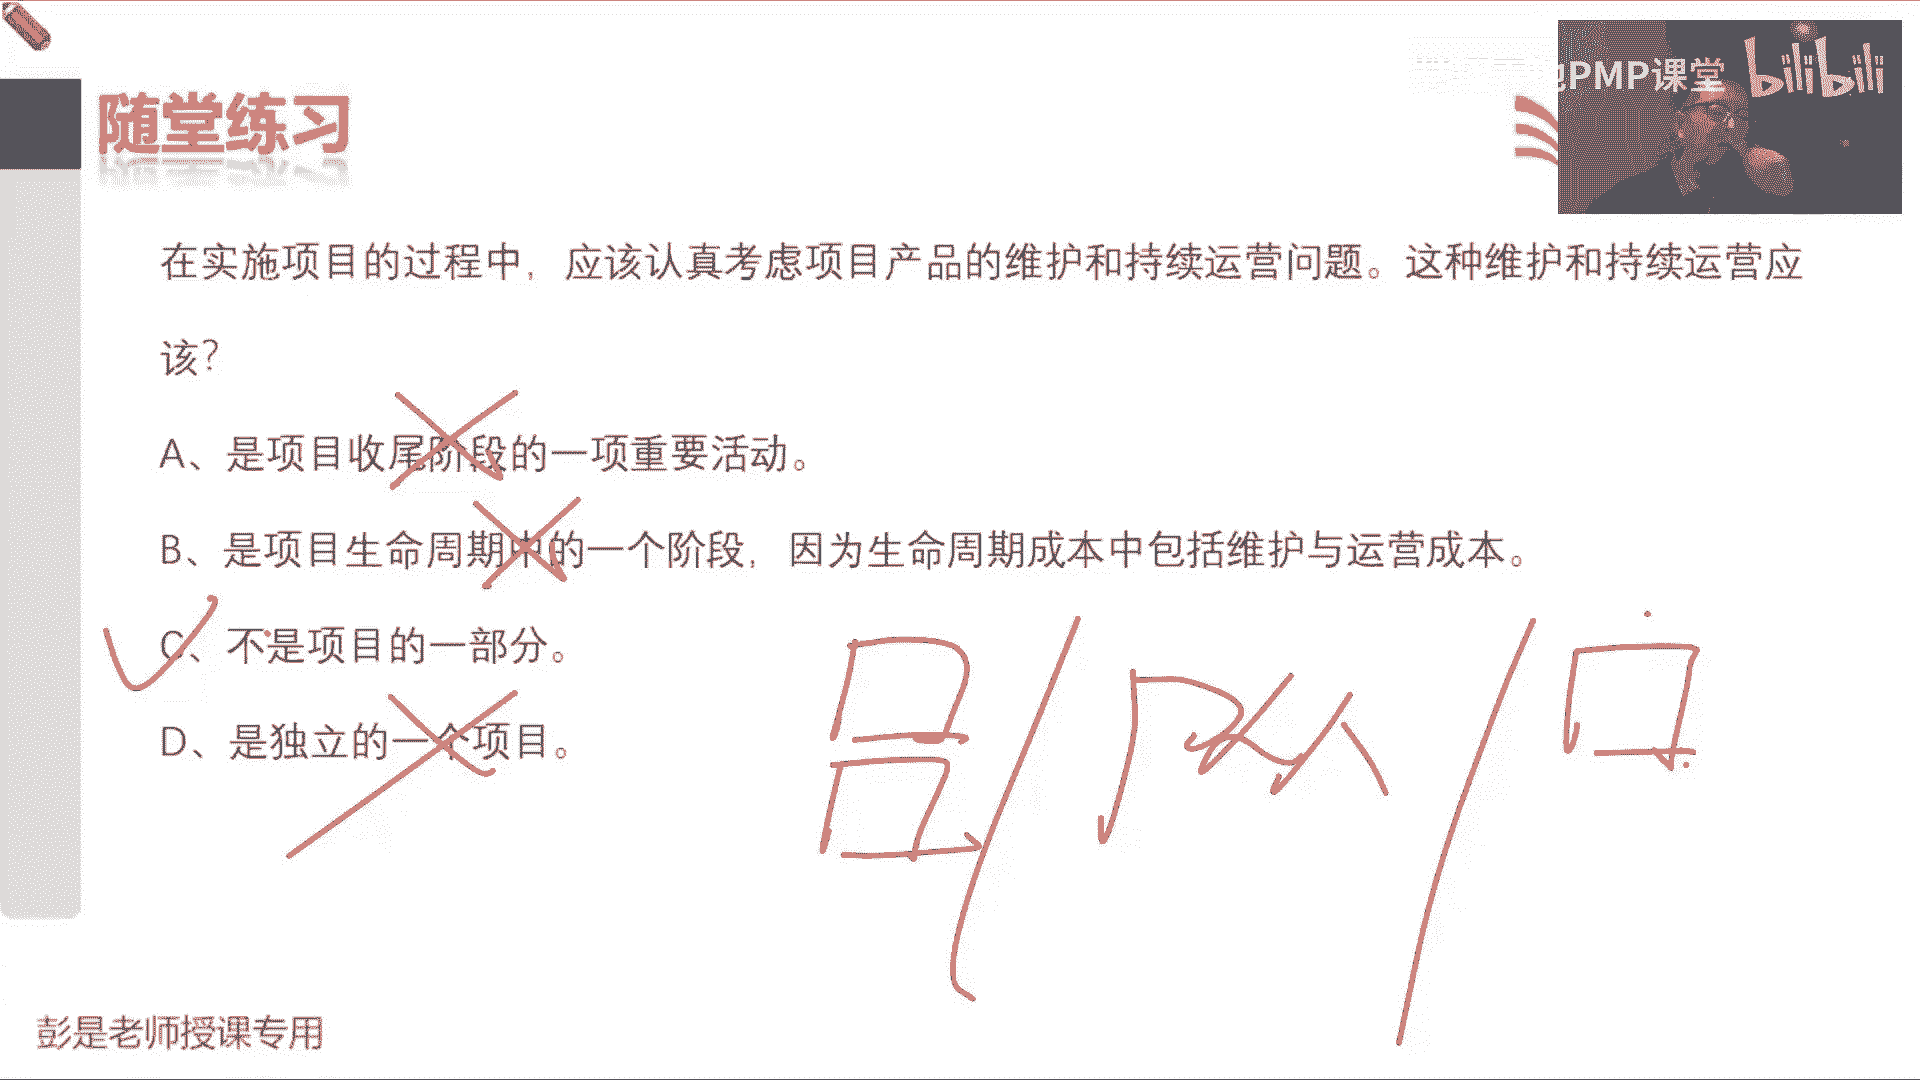 PMP课堂 bilibili
随堂练习
在实施项目的过程中，应该认真考虑项目产品的维护和持续运营问题。这种维护和持续运营应
该？
A、是项目收尾阶段的一项重要活动。
B、是项目生命周期中的一个阶段，因为生命周期成本中包括维护与运营成本。
C、不是项目的一部分。
D、是独立的一个项目。
彭是老师授课专用